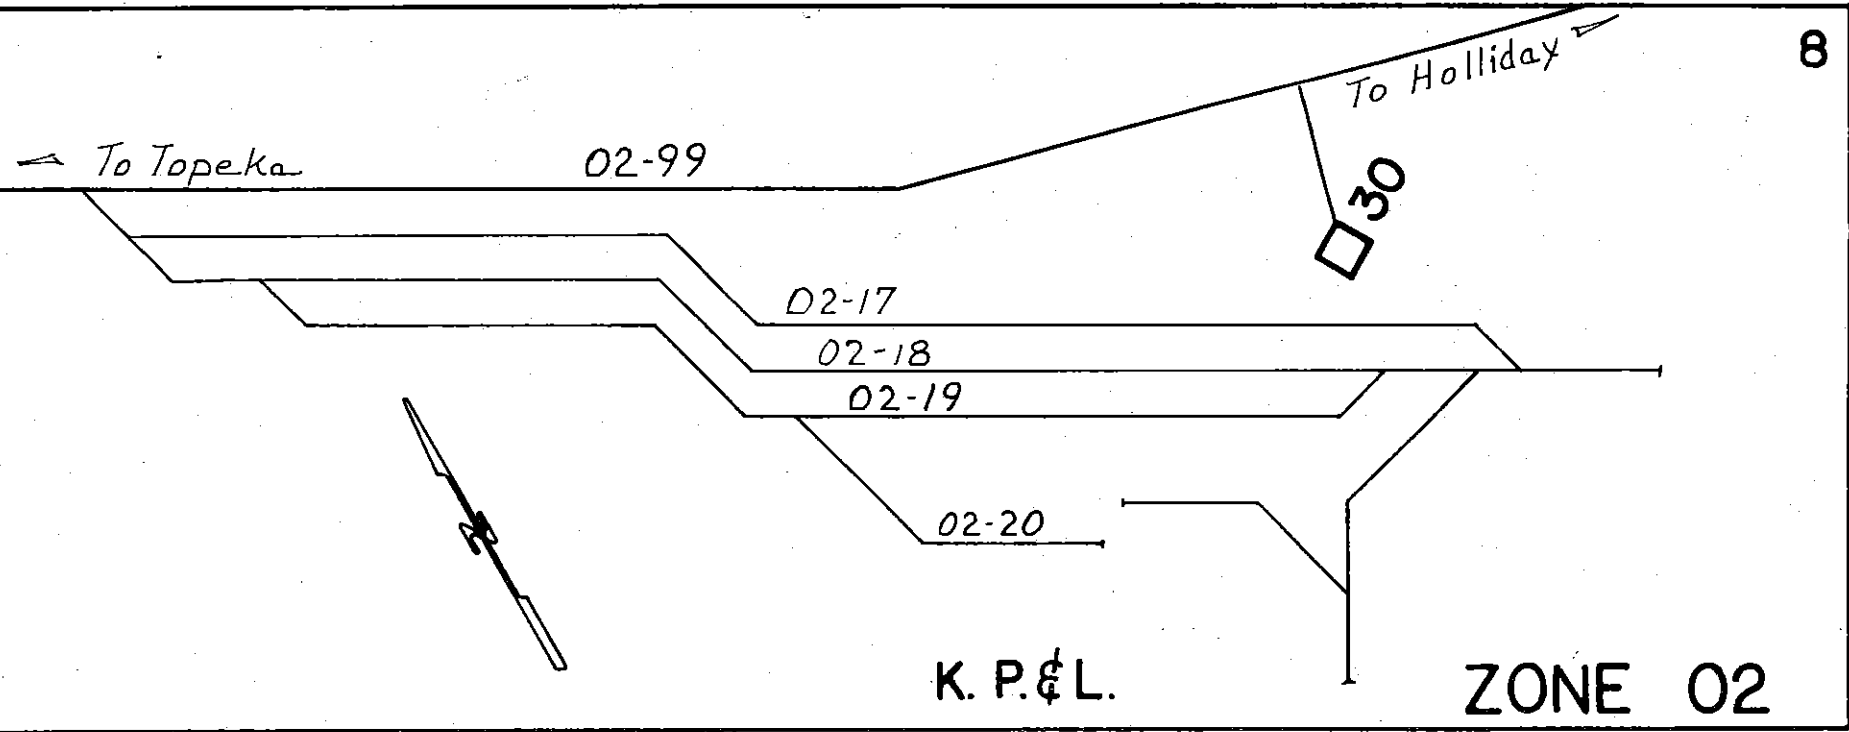 8
To Holliday
To Topeka
02-99
30
02-17
02-18
02-19
02-20
N
K. P. & L.
ZONE 02